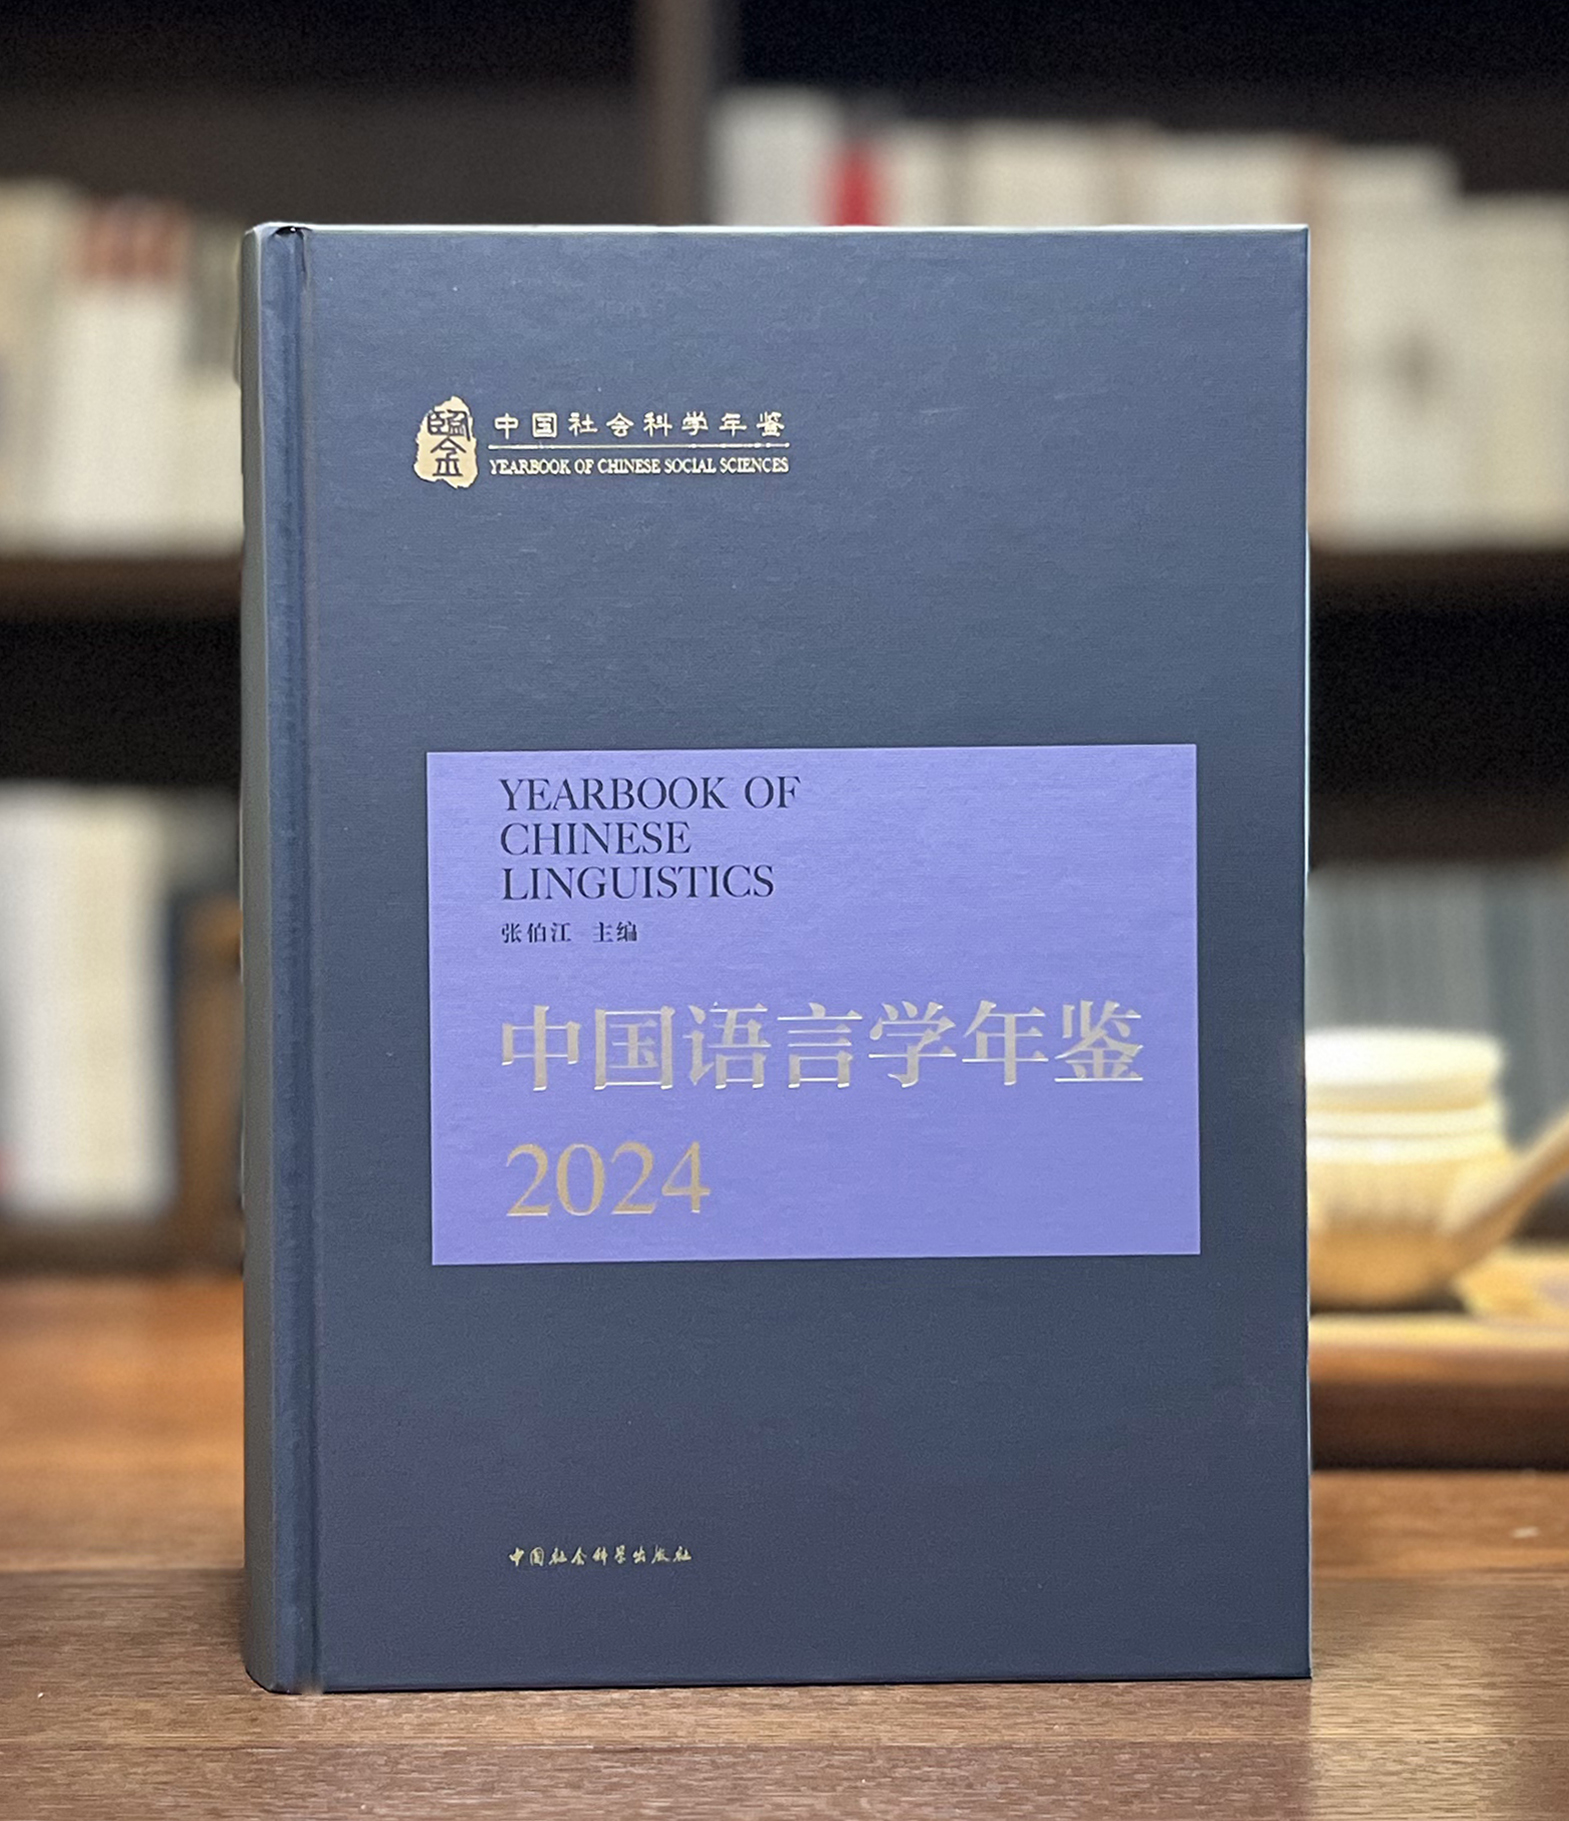 鑒
中国社会科学年鉴
YEARBOOK OF CHINESE SOCIAL SCIENCES
YEARBOOK OF
CHINESE
LINGUISTICS
张伯江 主编
中国语言学年鉴
2024
中国社会科学出版社